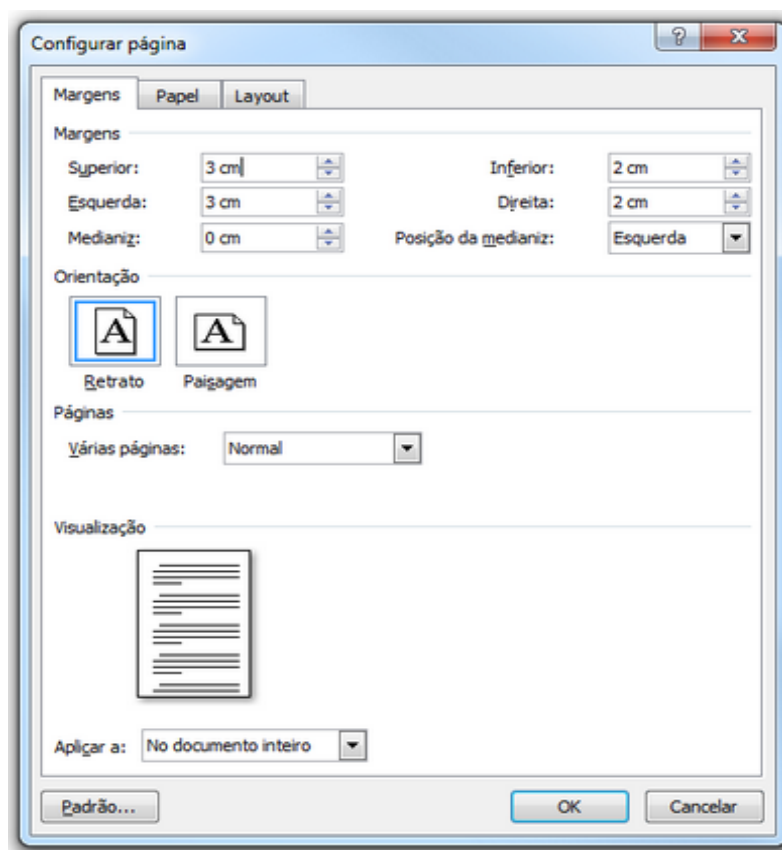 Configurar página
Margens Papel Layout
Margens
Superior: 3 cm Inferior: 2 cm
Esquerda: 3 cm Direita: 2 cm
Medianiz: 0 cm Posição da medianiz: Esquerda
Orientação
A A
Retrato Paisagem
Páginas
Várias páginas: Normal
Visualização
Aplicar a: No documento inteiro
Padrão... OK Cancelar